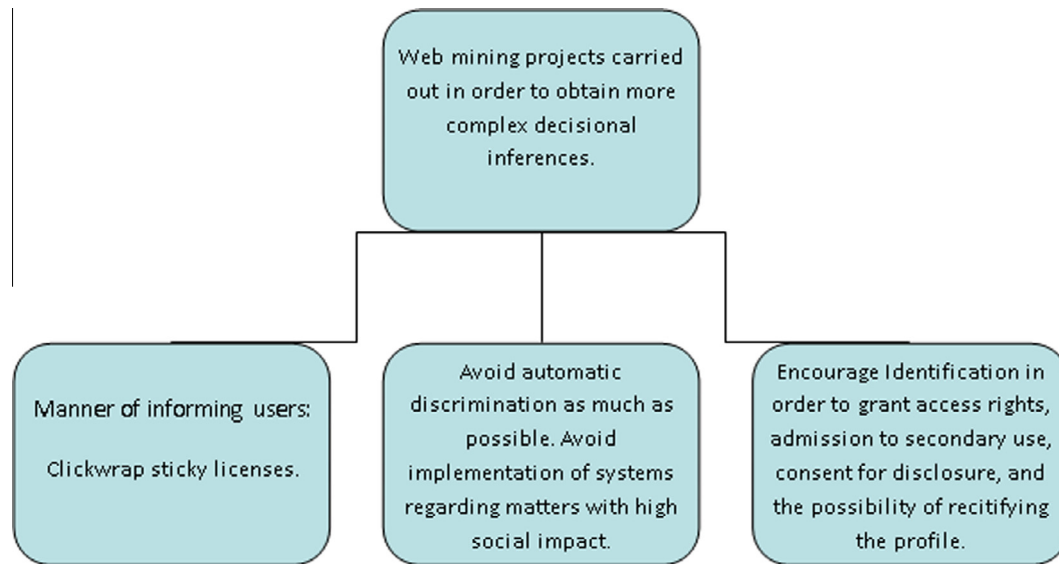 Web mining projects carried
out in order to obtain more
complex decisional
inferences.
Manner of informing users:
Clickwrap sticky licenses.
Avoid automatic
discrimination as much as
possible. Avoid
implementation of systems
regarding matters with high
social impact.
Encourage Identification in
order to grant access rights,
admission to secondary use,
consent for disclosure, and
the possibility of recitifying
the profile.